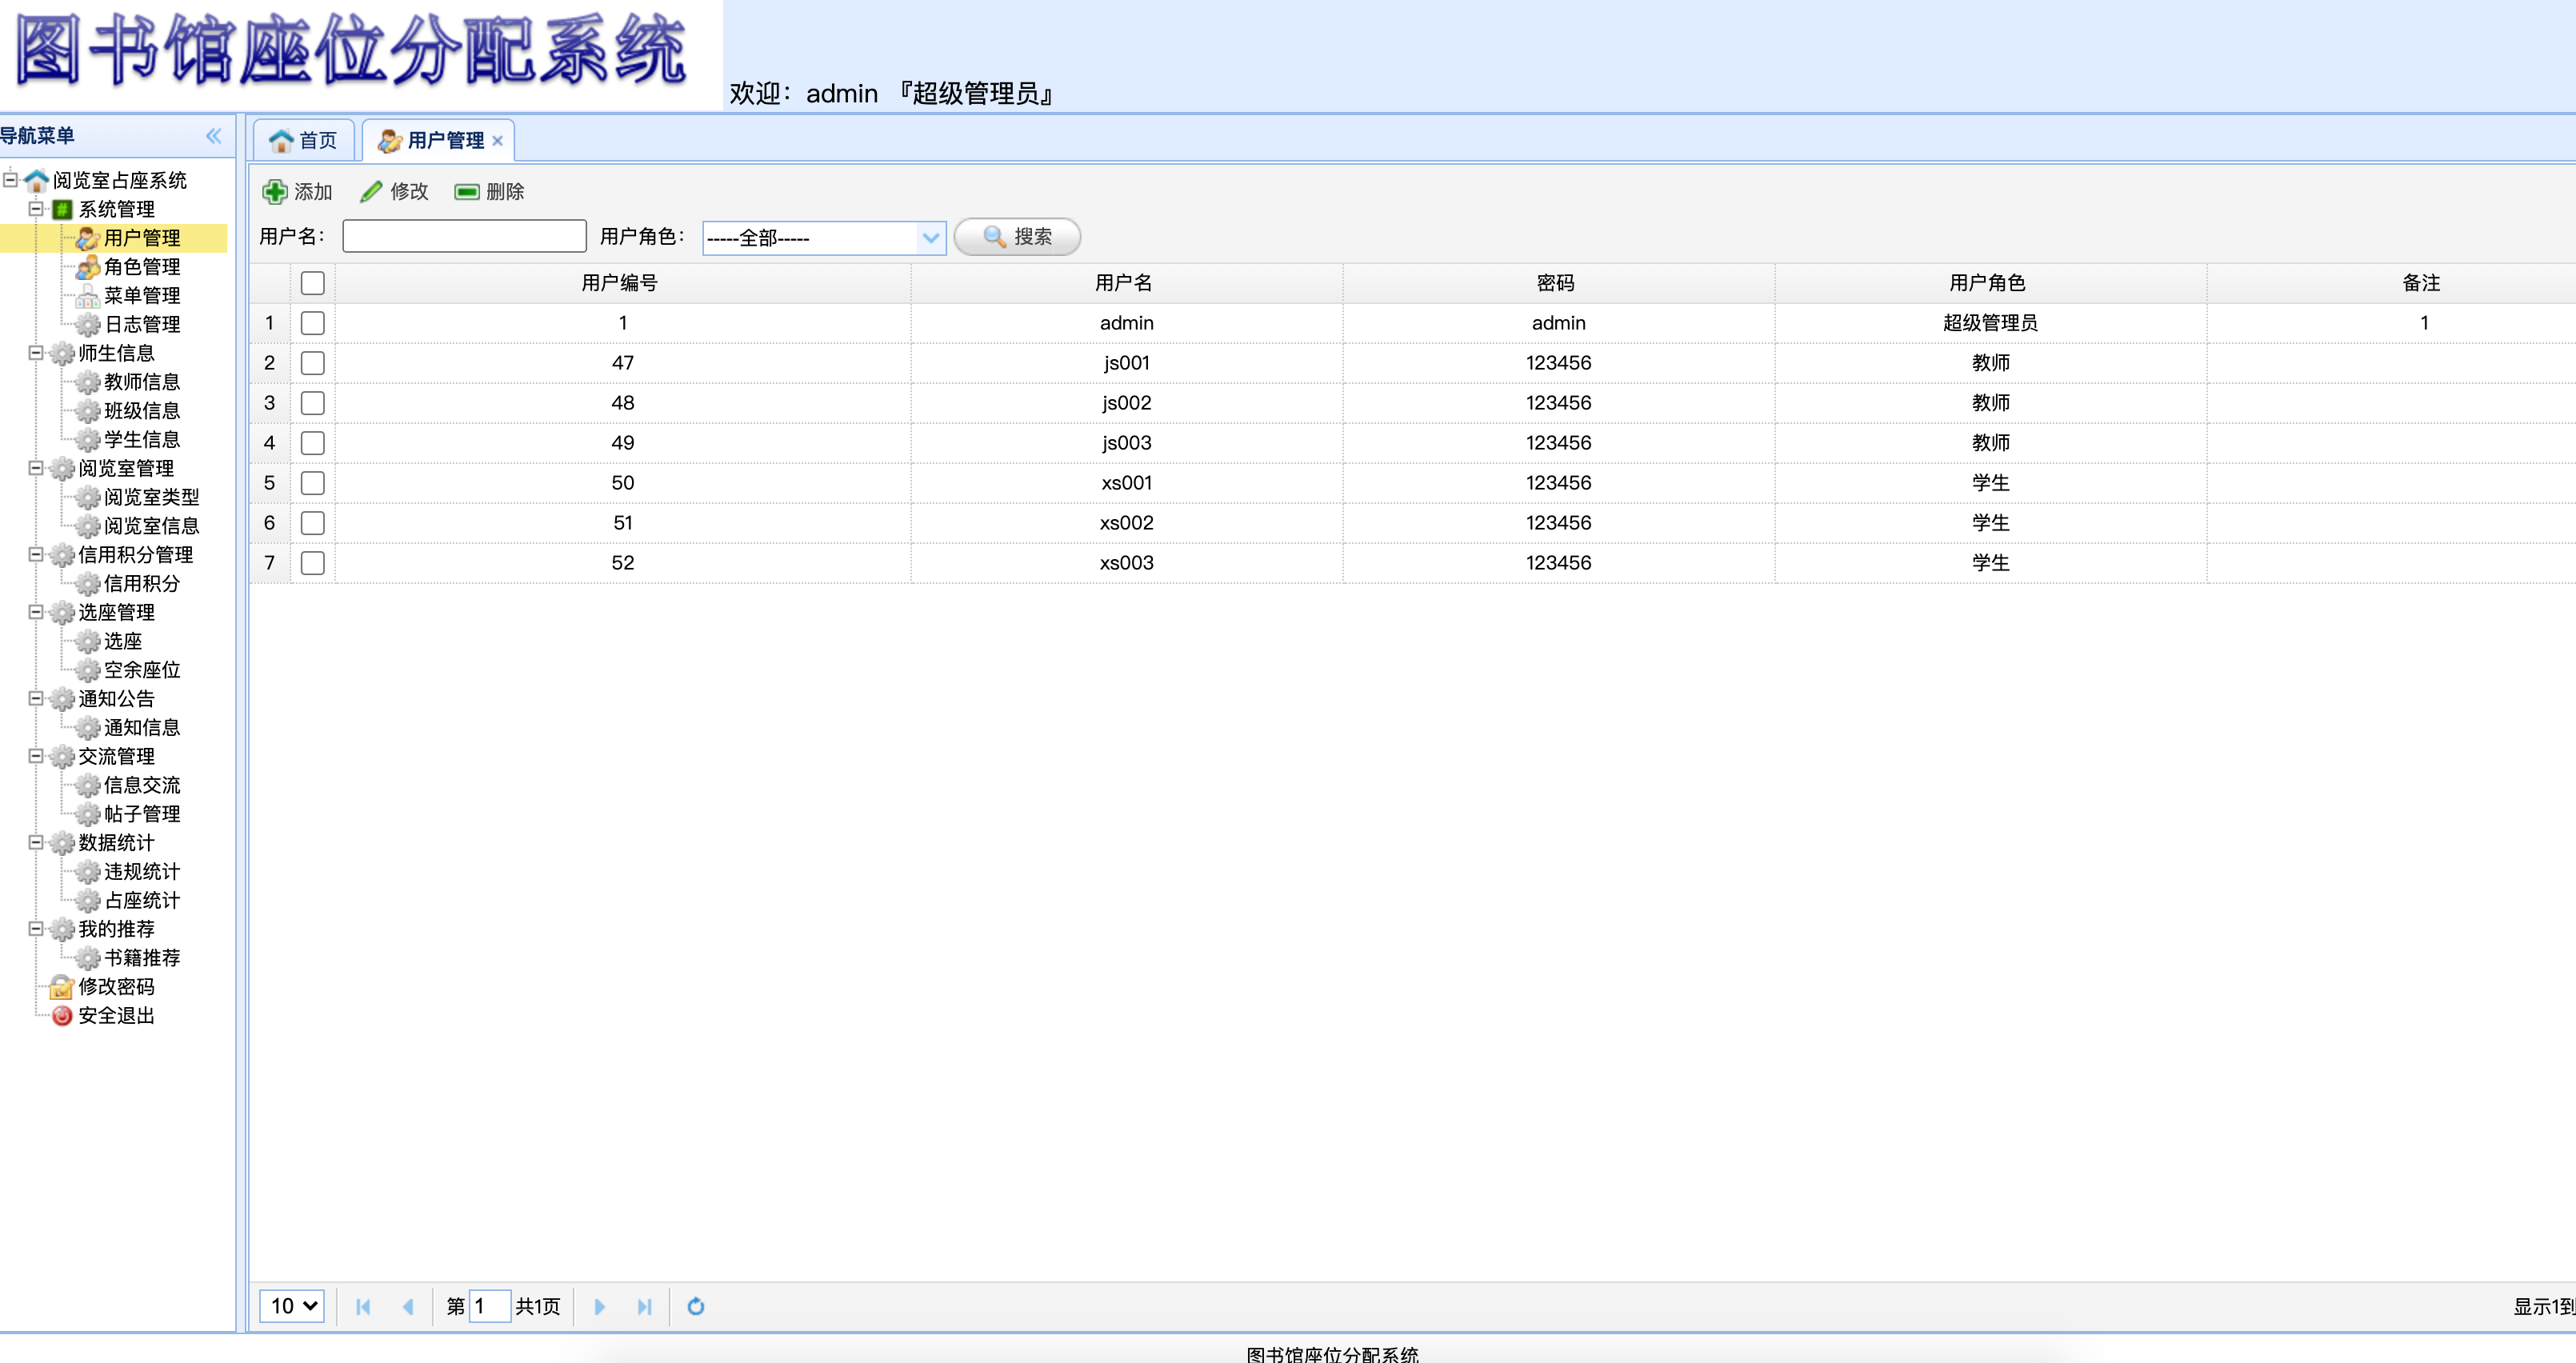 图书馆座位分配系统
欢迎：admin 『超级管理员』
导航菜单
阅览室占座系统
系统管理
用户管理
角色管理
菜单管理
日志管理
师生信息
教师信息
班级信息
学生信息
阅览室管理
阅览室类型
阅览室信息
信用积分管理
信用积分
选座管理
选座
空余座位
通知公告
通知信息
交流管理
信息交流
帖子管理
数据统计
违规统计
占座统计
我的推荐
书籍推荐
修改密码
安全退出
首页 用户管理
添加 修改 删除
用户名： 用户角色： -----全部----- 搜索
用户编号 用户名 密码 用户角色 备注
1 1 admin admin 超级管理员 1
2 47 js001 123456 教师
3 48 js002 123456 教师
4 49 js003 123456 教师
5 50 xs001 123456 学生
6 51 xs002 123456 学生
7 52 xs003 123456 学生
10 第 1 共1页 显示1到
图书馆座位分配系统